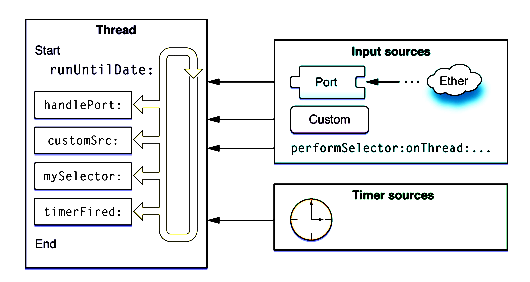 Thread
Start
runUntilDate:
handlePort:
customSrc:
mySelector:
timerFired:
End
Input sources
Port
...
Ether
Custom
performSelector:onThread:...
Timer sources